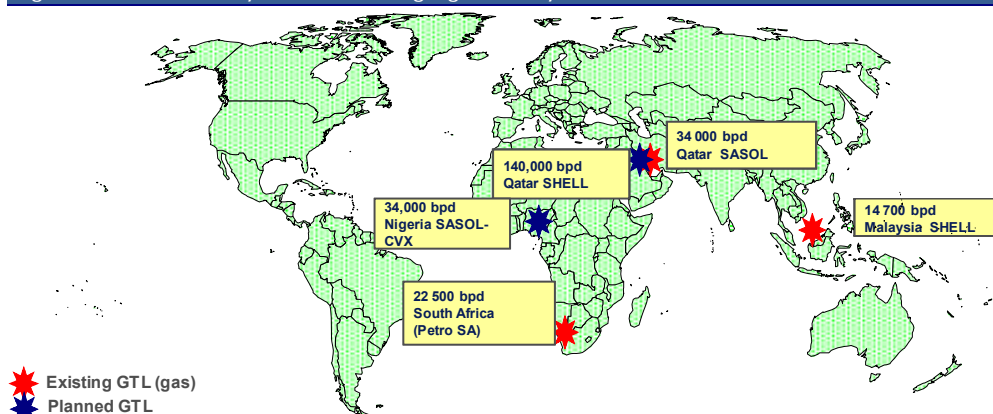 34 000 bpd
Qatar SASOL
140,000 bpd
Qatar SHELL
34,000 bpd
Nigeria SASOL-
CVX
14 700 bpd
Malaysia SHELL
22 500 bpd
South Africa
(Petro SA)
Existing GTL (gas)
Planned GTL